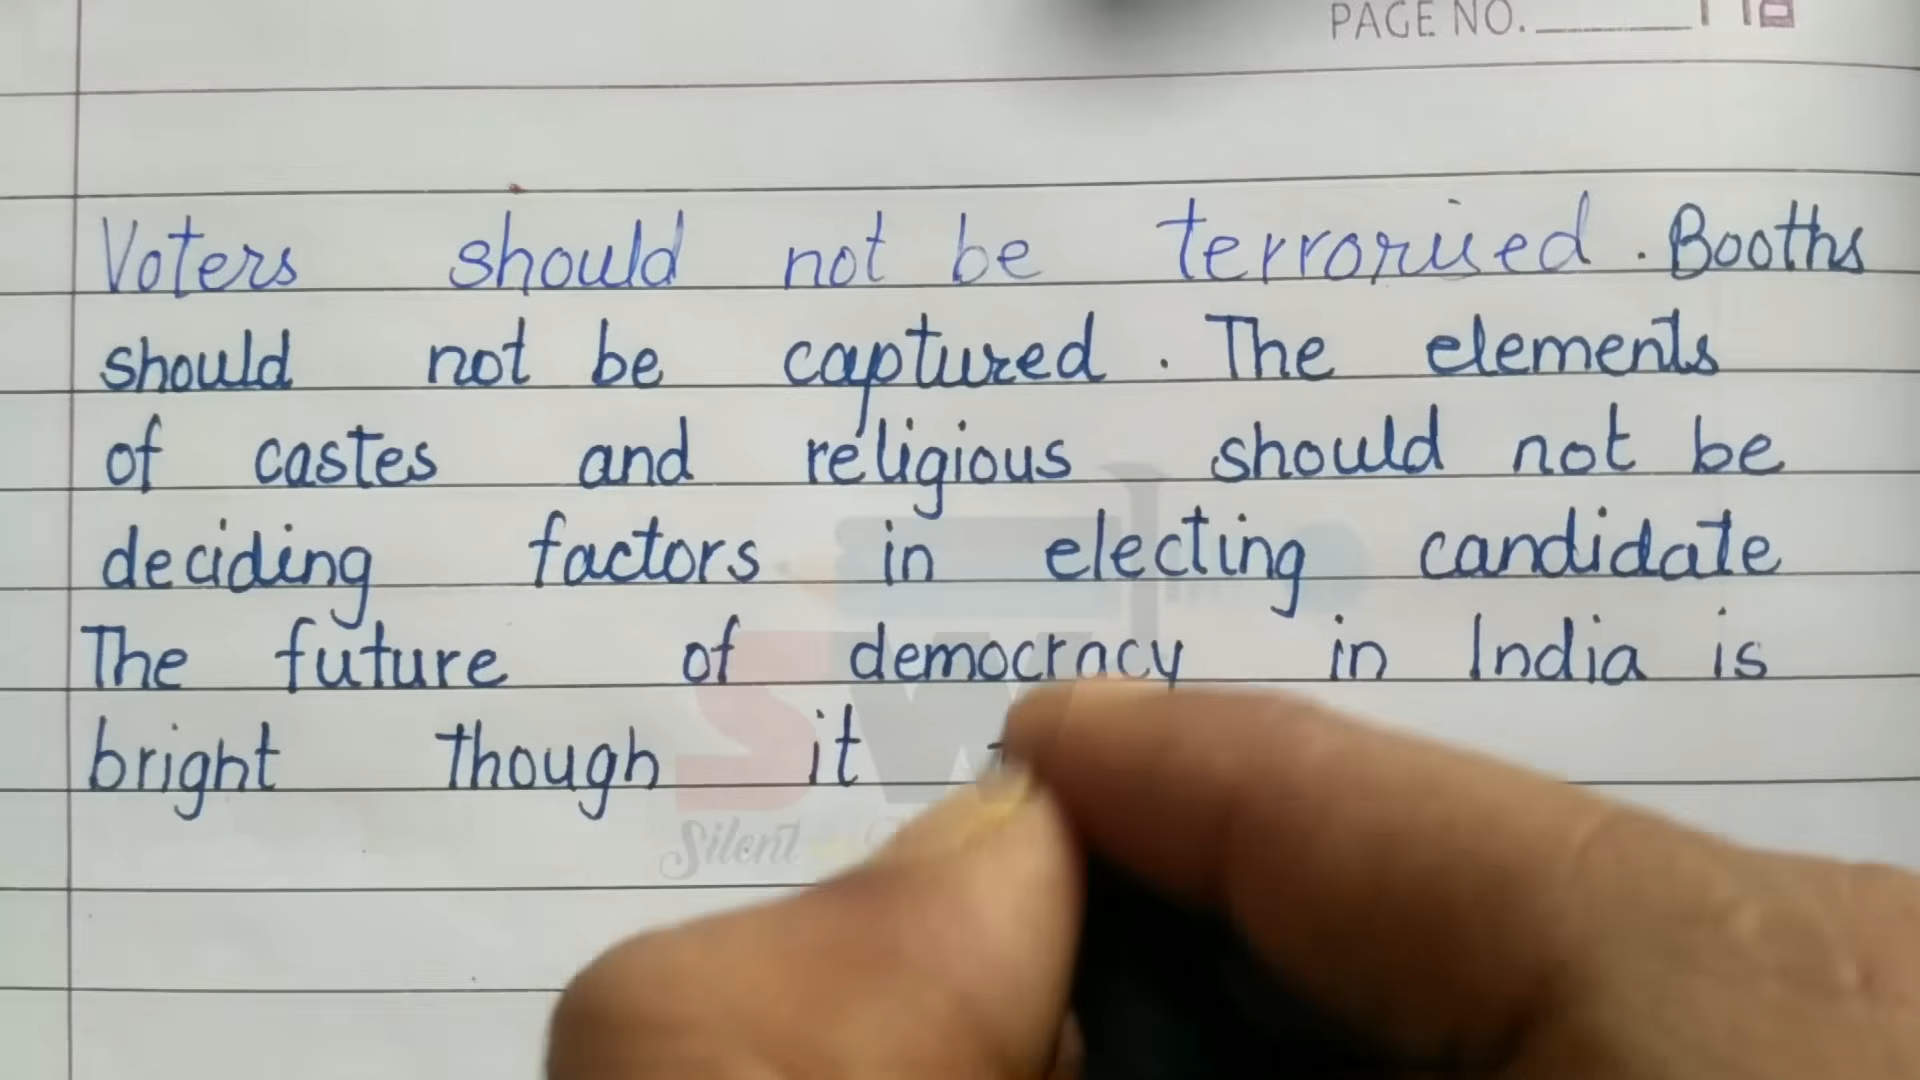 PAGE NO.
Voters should not be terrorised. Booths
should not be captured. The elements
of castes and religious should not be
deciding factors in electing candidate
The future of democracy in India is
bright though it
Silent